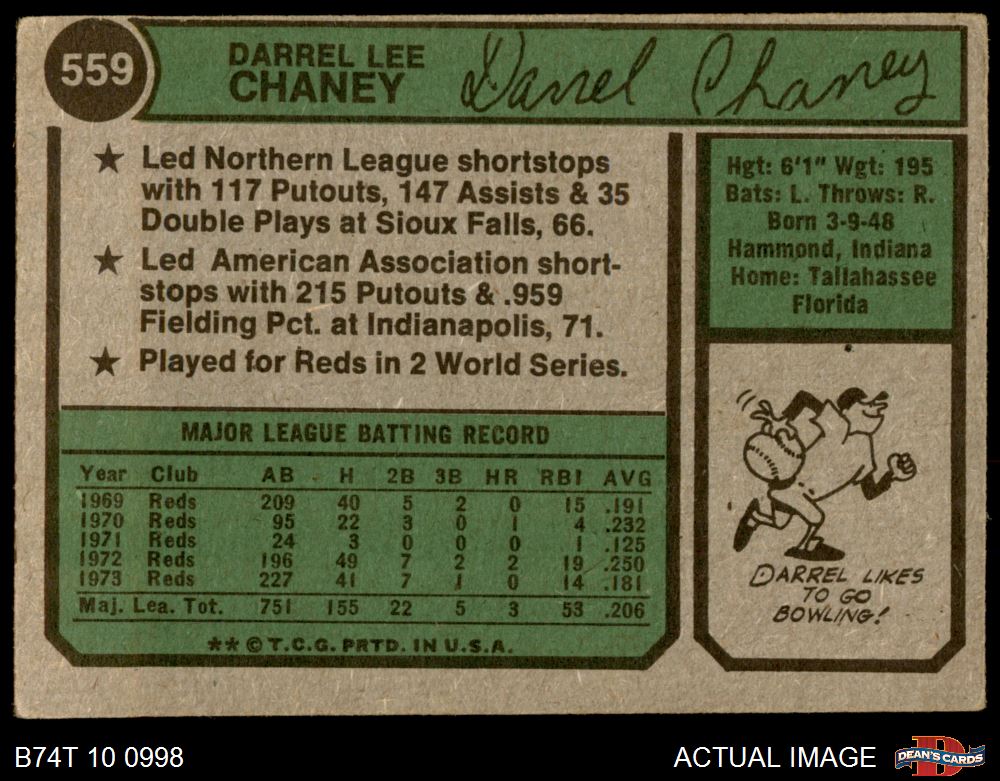 559
DARREL LEE
CHANEY
Darrel Chaney
★ Led Northern League shortstops
with 117 Putouts, 147 Assists & 35
Double Plays at Sioux Falls, 66.
★ Led American Association short-
stops with 215 Putouts & .959
Fielding Pct. at Indianapolis, 71.
★ Played for Reds in 2 World Series.
MAJOR LEAGUE BATTING RECORD
Year Club AB H 2B 3B HR RBI AVG
1969 Reds 209 40 5 2 0 15 .191
1970 Reds 95 22 3 0 1 4 .232
1971 Reds 24 3 0 0 0 1 .125
1972 Reds 196 49 7 2 2 19 .250
1973 Reds 227 41 7 1 0 14 .181
Maj. Lea. Tot. 751 155 22 5 3 53 .206
** © T.C.G. PRTD. IN U.S.A.
Hgt: 6'1" Wgt: 195
Bats: L. Throws: R.
Born 3-9-48
Hammond, Indiana
Home: Tallahassee
Florida
DARREL LIKES
TO GO
BOWLING!
B74T 10 0998
ACTUAL IMAGE
D
DEAN'S CARDS